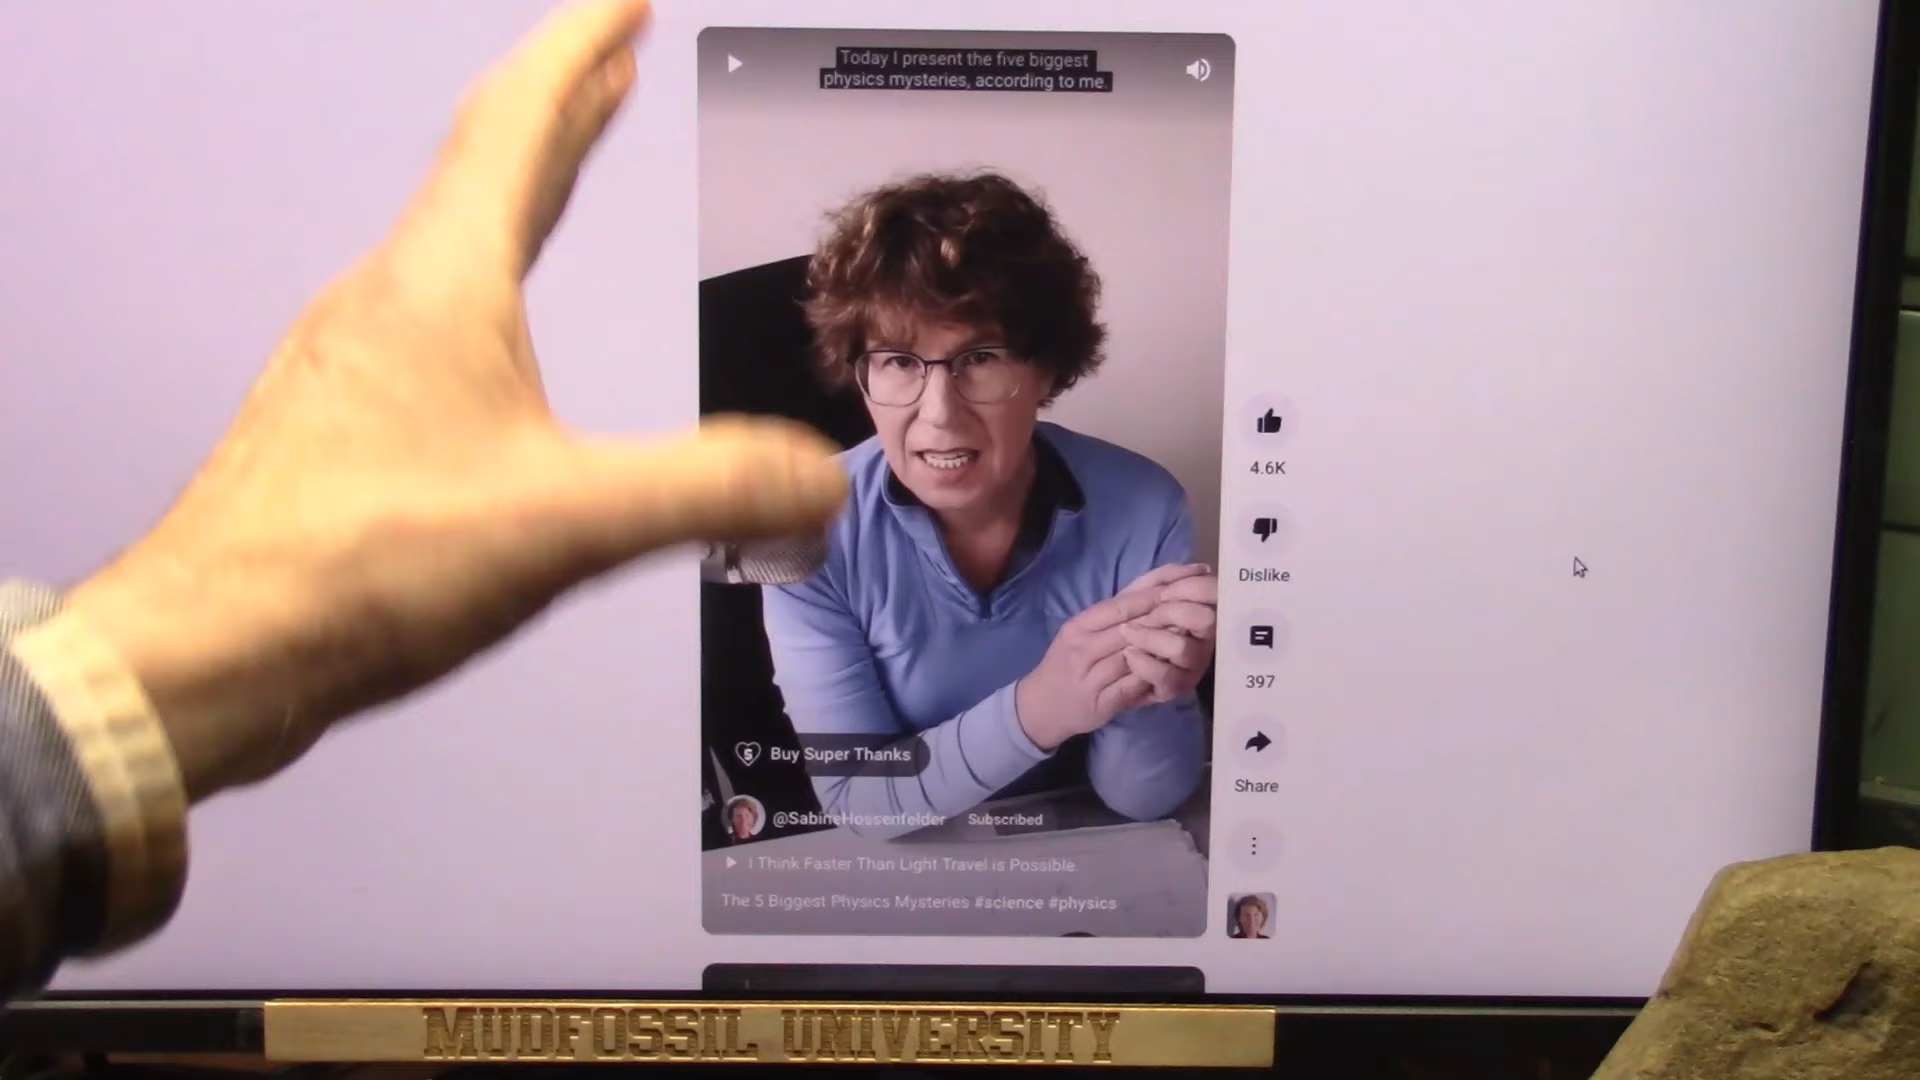 Today I present the five biggest
physics mysteries, according to me.
4.6K
Dislike
397
Buy Super Thanks
Share
@SabineHossenfelder Subscribed
I Think Faster Than Light Travel is Possible.
The 5 Biggest Physics Mysteries #science #physics
MUDFOSSIL UNIVERSITY